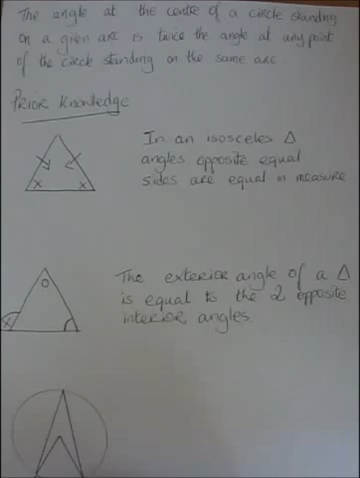 The angle at the centre of a circle standing
on a given arc is twice the angle at any point
of the circle standing on the same arc.
PRIOR Knowledge
In an isosceles Δ
angles opposite equal
sides are equal in measure
x x
The exterior angle of a Δ
is equal to the 2 opposite
interior angles.
x